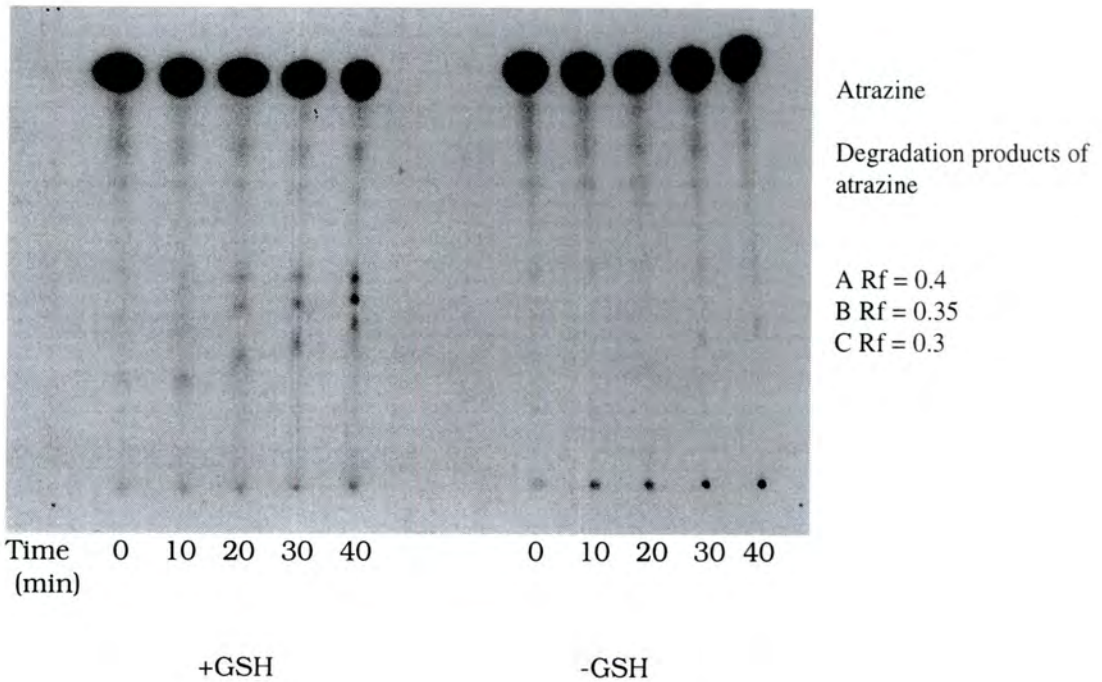 Atrazine
Degradation products of
atrazine
A Rf = 0.4
B Rf = 0.35
C Rf = 0.3
Time 0 10 20 30 40 0 10 20 30 40
(min)
+GSH -GSH